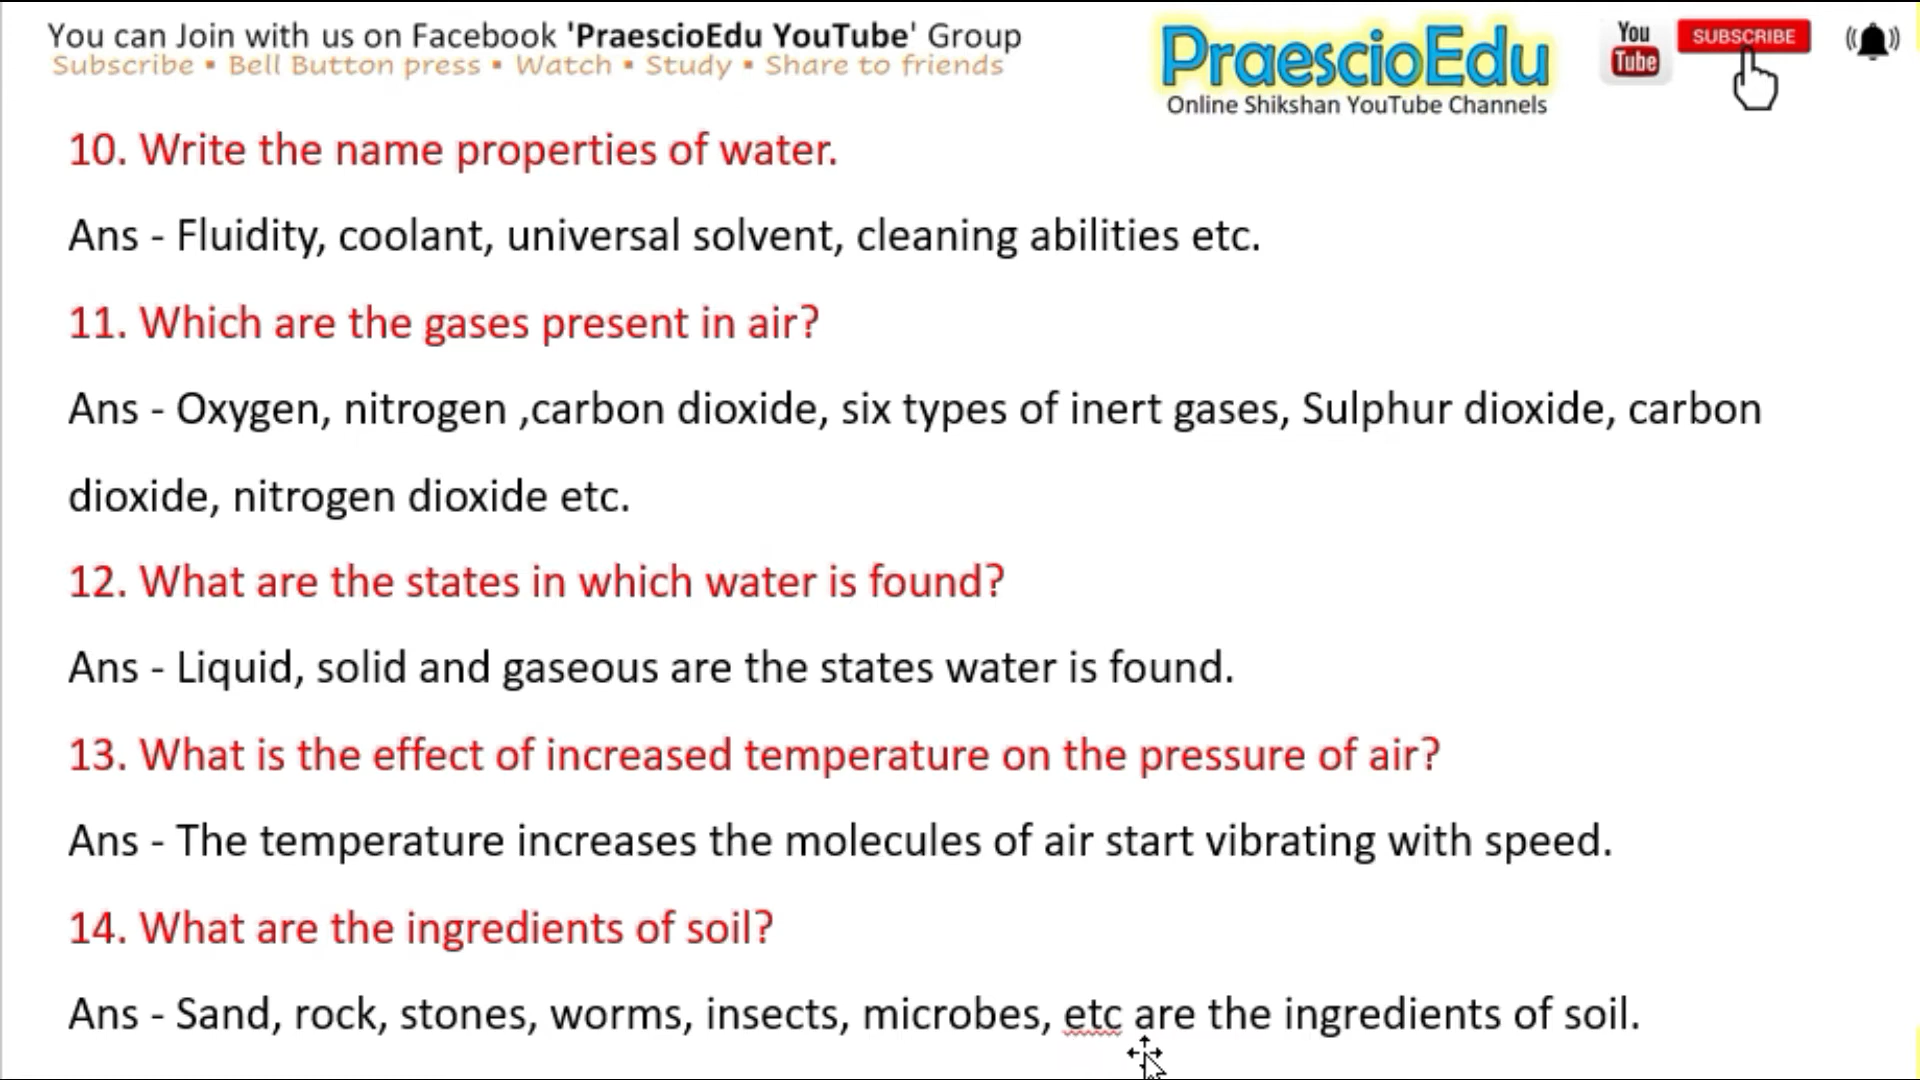 You can Join with us on Facebook 'PraescioEdu YouTube' Group
Subscribe ▪ Bell Button press ▪ Watch ▪ Study ▪ Share to friends
PraescioEdu
Online Shikshan YouTube Channels
You
Tube
SUBSCRIBE
10. Write the name properties of water.
Ans - Fluidity, coolant, universal solvent, cleaning abilities etc.
11. Which are the gases present in air?
Ans - Oxygen, nitrogen ,carbon dioxide, six types of inert gases, Sulphur dioxide, carbon
dioxide, nitrogen dioxide etc.
12. What are the states in which water is found?
Ans - Liquid, solid and gaseous are the states water is found.
13. What is the effect of increased temperature on the pressure of air?
Ans - The temperature increases the molecules of air start vibrating with speed.
14. What are the ingredients of soil?
Ans - Sand, rock, stones, worms, insects, microbes, etc are the ingredients of soil.